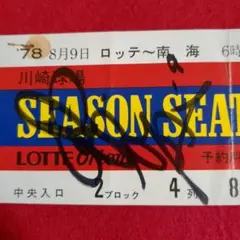 '78 8月9日 ロッテ〜南海 6時
川崎球場
SEASON SEAT
LOTTE Orions
予約席
中央入口 2ブロック 4列 8